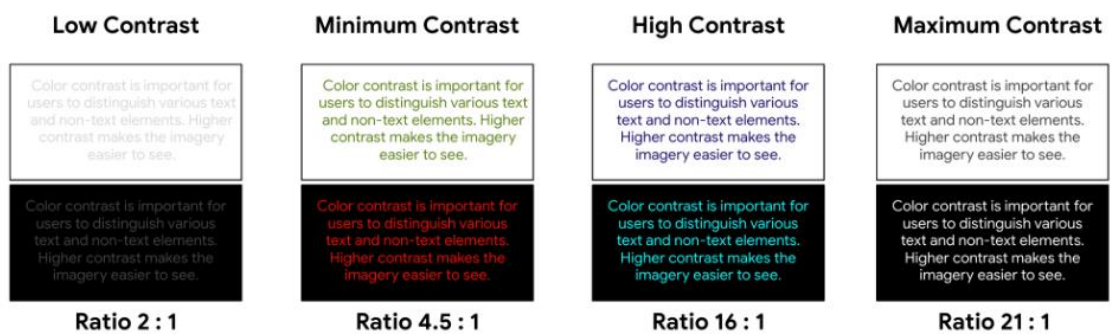 Low Contrast
Minimum Contrast
High Contrast
Maximum Contrast
Color contrast is important for
users to distinguish various text
and non-text elements. Higher
contrast makes the imagery
easier to see.
Color contrast is important for
users to distinguish various text
and non-text elements. Higher
contrast makes the imagery
easier to see.
Color contrast is important for
users to distinguish various
text and non-text elements.
Higher contrast makes the
imagery easier to see.
Color contrast is important for
users to distinguish various
text and non-text elements.
Higher contrast makes the
imagery easier to see.
Color contrast is important for
users to distinguish various
text and non-text elements.
Higher contrast makes the
imagery easier to see.
Color contrast is important for
users to distinguish various
text and non-text elements.
Higher contrast makes the
imagery easier to see.
Color contrast is important for
users to distinguish various
text and non-text elements.
Higher contrast makes the
imagery easier to see.
Color contrast is important for
users to distinguish various
text and non-text elements.
Higher contrast makes the
imagery easier to see.
Ratio 2 : 1
Ratio 4.5 : 1
Ratio 16 : 1
Ratio 21 : 1